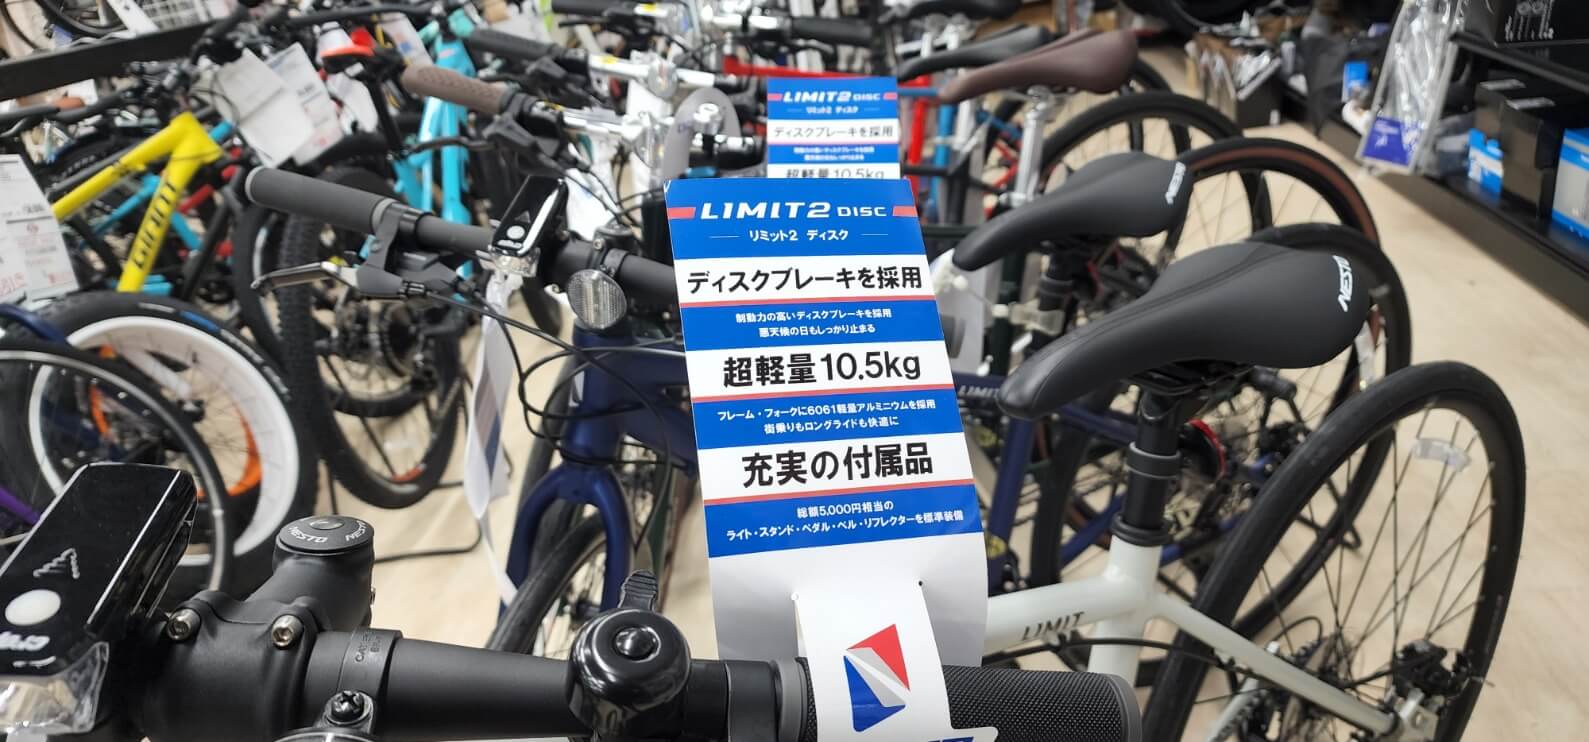 LIMIT2 DISC
リミット2 ディスク
ディスクブレーキを採用
超軽量10.5kg
LIMIT2 DISC
リミット2 ディスク
ディスクブレーキを採用
制動力の高いディスクブレーキを採用
悪天候の日もしっかり止まる
超軽量10.5kg
フレーム・フォークに6061軽量アルミニウムを採用
街乗りもロングライドも快適に
充実の付属品
総額5,000円相当の
ライト・スタンド・ペダル・ベル・リフレクターを標準装備
GIANT
NESTO
NESTO
LIMIT
LIMIT
NESTO
NESTO